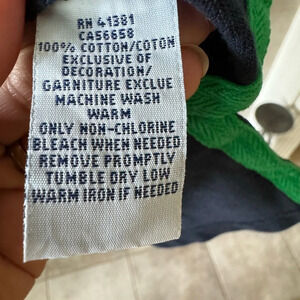 RN 41381
CA56658
100% COTTON/COTON
EXCLUSIVE OF
DECORATION/
GARNITURE EXCLUE
MACHINE WASH
WARM
ONLY NON-CHLORINE
BLEACH WHEN NEEDED
REMOVE PROMPTLY
TUMBLE DRY LOW
WARM IRON IF NEEDED